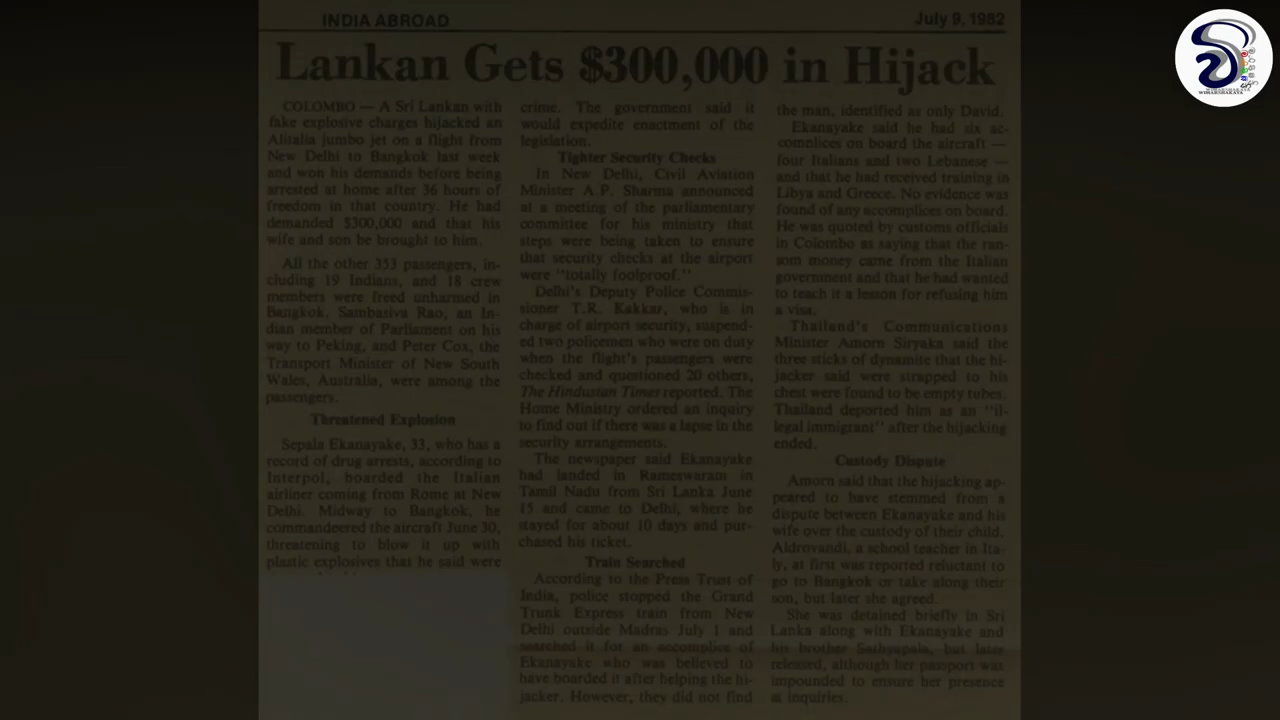 INDIA ABROAD
July 9, 1982
Lankan Gets $300,000 in Hijack
COLOMBO — A Sri Lankan with
fake explosive charges hijacked an
Alitalia jumbo jet on a flight from
New Delhi to Bangkok last week
and won his demands before being
arrested at home after 36 hours of
freedom in that country. He had
demanded $300,000 and that his
wife and son be brought to him.
All the other 353 passengers, in-
cluding 19 Indians, and 18 crew
members were freed unharmed in
Bangkok. Sambasiva Rao, an In-
dian member of Parliament on his
way to Peking, and Peter Cox, the
Transport Minister of New South
Wales, Australia, were among the
passengers.
Threatened Explosion
Sepala Ekanayake, 33, who has a
record of drug arrests, according to
Interpol, boarded the Italian
airliner coming from Rome at New
Delhi. Midway to Bangkok, he
commandeered the aircraft June 30,
threatening to blow it up with
plastic explosives that he said were
crime. The government said it
would expedite enactment of the
legislation.
Tighter Security Checks
In New Delhi, Civil Aviation
Minister A.P. Sharma announced
at a meeting of the parliamentary
committee for his ministry that
steps were being taken to ensure
that security checks at the airport
were "totally foolproof."
Delhi's Deputy Police Commis-
sioner T.R. Kakkar, who is in
charge of airport security, suspend-
ed two policemen who were on duty
when the flight's passengers were
checked and questioned 20 others,
The Hindustan Times reported. The
Home Ministry ordered an inquiry
to find out if there was a lapse in the
security arrangements.
The newspaper said Ekanayake
had landed in Rameswaram in
Tamil Nadu from Sri Lanka June
15 and came to Delhi, where he
stayed for about 10 days and pur-
chased his ticket.
Train Searched
According to the Press Trust of
India, police stopped the Grand
Trunk Express train from New
Delhi outside Madras July 1 and
searched it for an accomplice of
Ekanayake who was believed to
have boarded it after helping the hi-
jacker. However, they did not find
the man, identified as only David.
Ekanayake said he had six ac-
complices on board the aircraft —
four Italians and two Lebanese —
and that he had received training in
Libya and Greece. No evidence was
found of any accomplices on board.
He was quoted by customs officials
in Colombo as saying that the ran-
som money came from the Italian
government and that he had wanted
to teach it a lesson for refusing him
a visa.
Thailand's Communications
Minister Amorn Siryaka said the
three sticks of dynamite that the hi-
jacker said were strapped to his
chest were found to be empty tubes.
Thailand deported him as an "il-
legal immigrant" after the hijacking
ended.
Custody Dispute
Amorn said that the hijacking ap-
peared to have stemmed from a
dispute between Ekanayake and his
wife over the custody of their child.
Aldrovandi, a school teacher in Ita-
ly, at first was reported reluctant to
go to Bangkok or take along their
son, but later she agreed.
She was detained briefly in Sri
Lanka along with Ekanayake and
his brother Sathyapala, but later
released, although her passport was
impounded to ensure her presence
at inquiries.
WIMARSHAKAYA